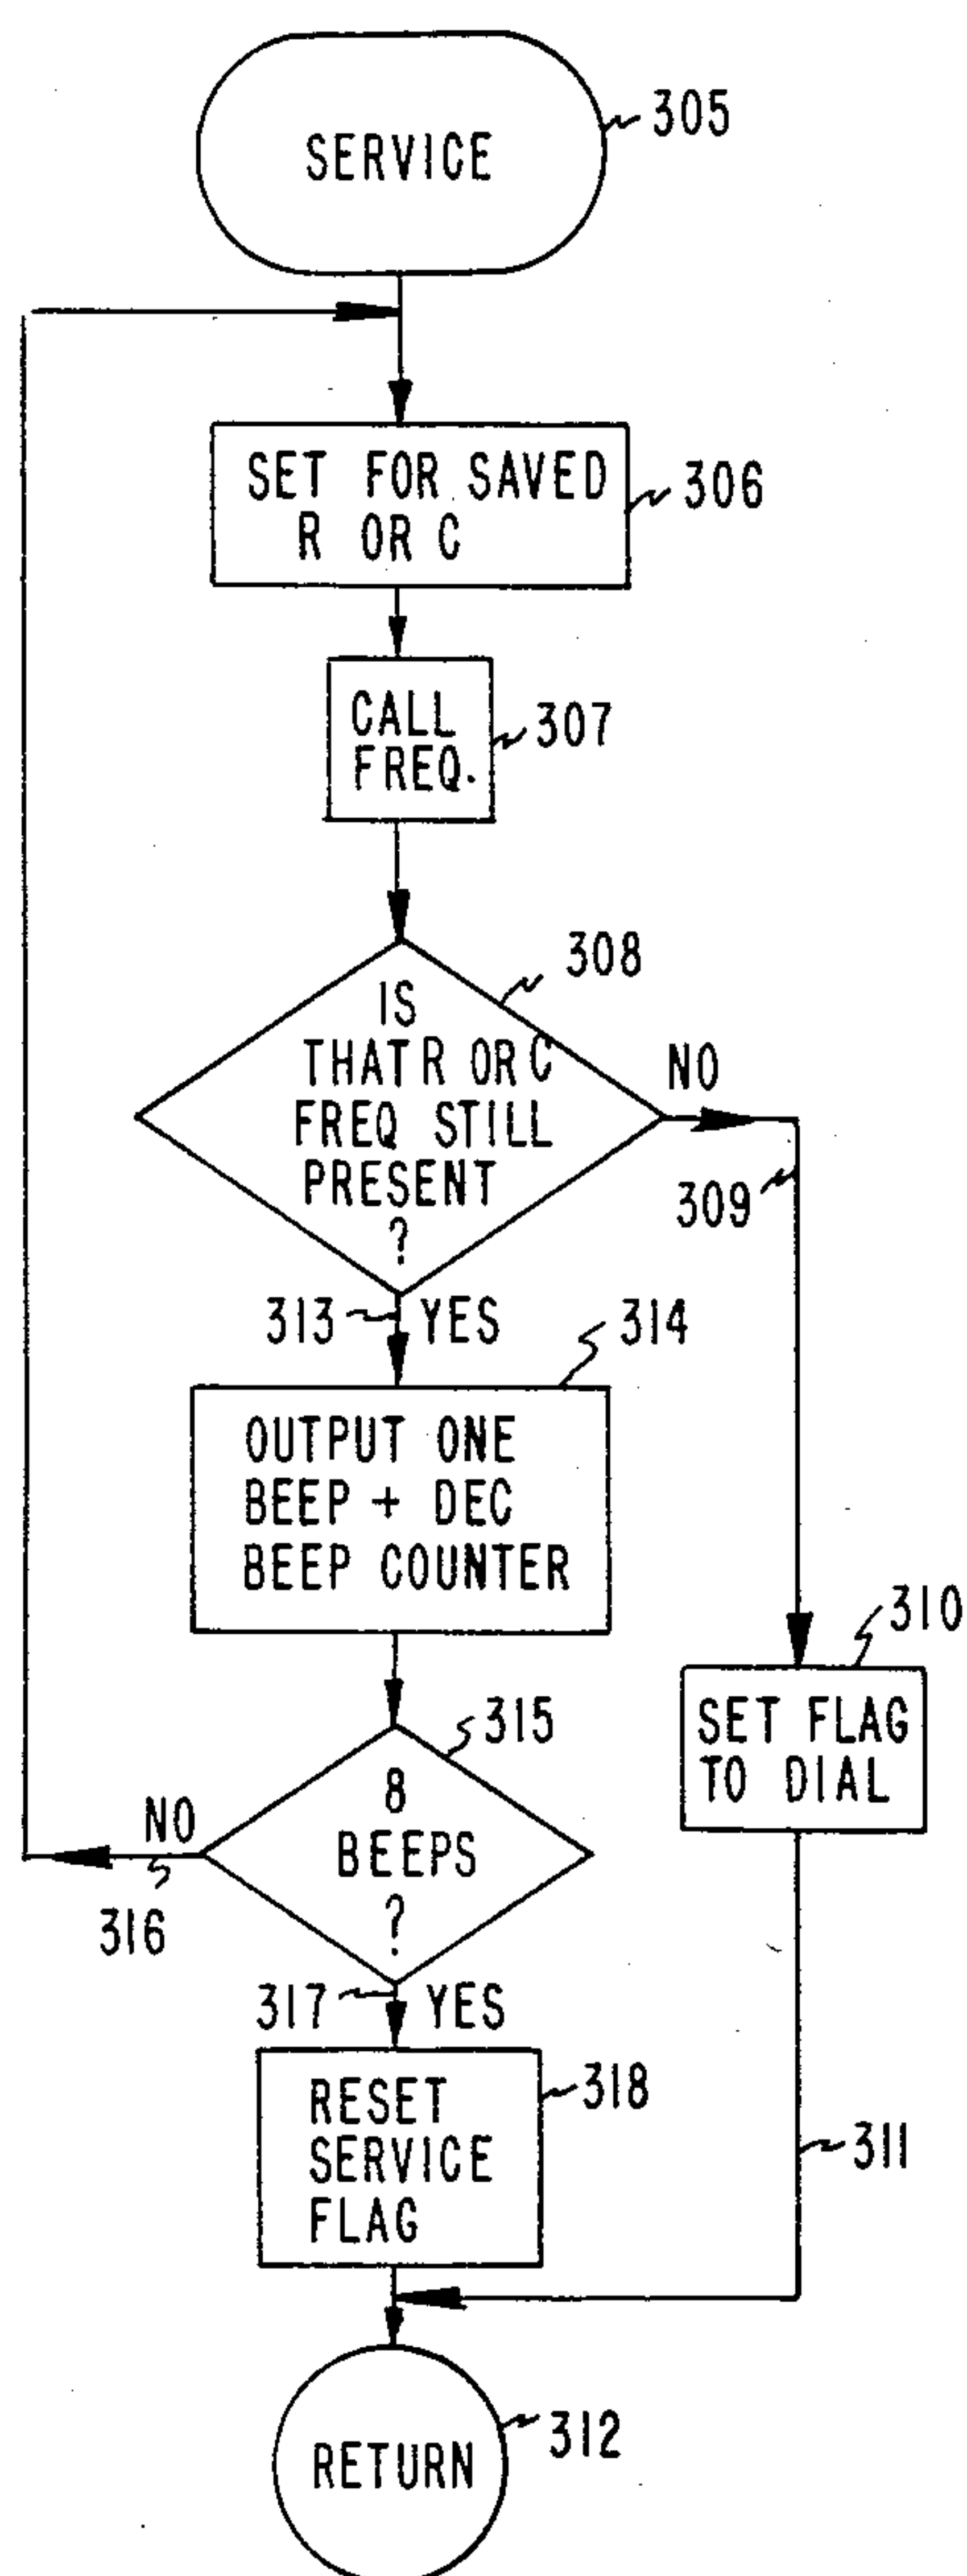 SERVICE
305
SET FOR SAVED
R OR C
306
CALL
FREQ.
307
308
IS
THAT R OR C
FREQ STILL
PRESENT
?
NO
309
313
YES
314
OUTPUT ONE
BEEP + DEC
BEEP COUNTER
310
SET FLAG
TO DIAL
315
8
BEEPS
?
NO
316
317
YES
RESET
SERVICE
FLAG
318
311
RETURN
312